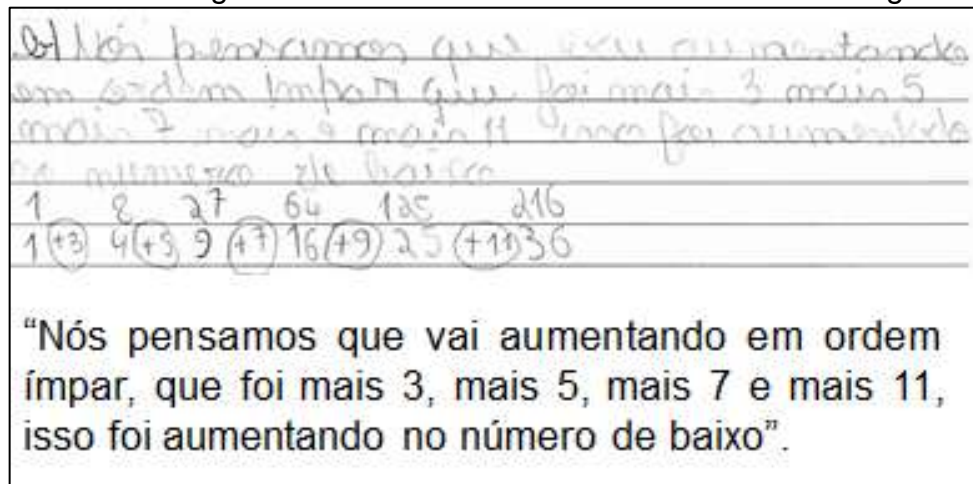 b) Nós pensamos que vai aumentando
em ordem impar que foi mais 3 mais 5
mais 7 mais 9 mais 11 isso foi aumentado
no numero de baixo
1 8 27 64 125 216
1 +3 4 +5 9 +7 16 +9 25 +11 36
“Nós pensamos que vai aumentando em ordem
ímpar, que foi mais 3, mais 5, mais 7 e mais 11,
isso foi aumentando no número de baixo”.